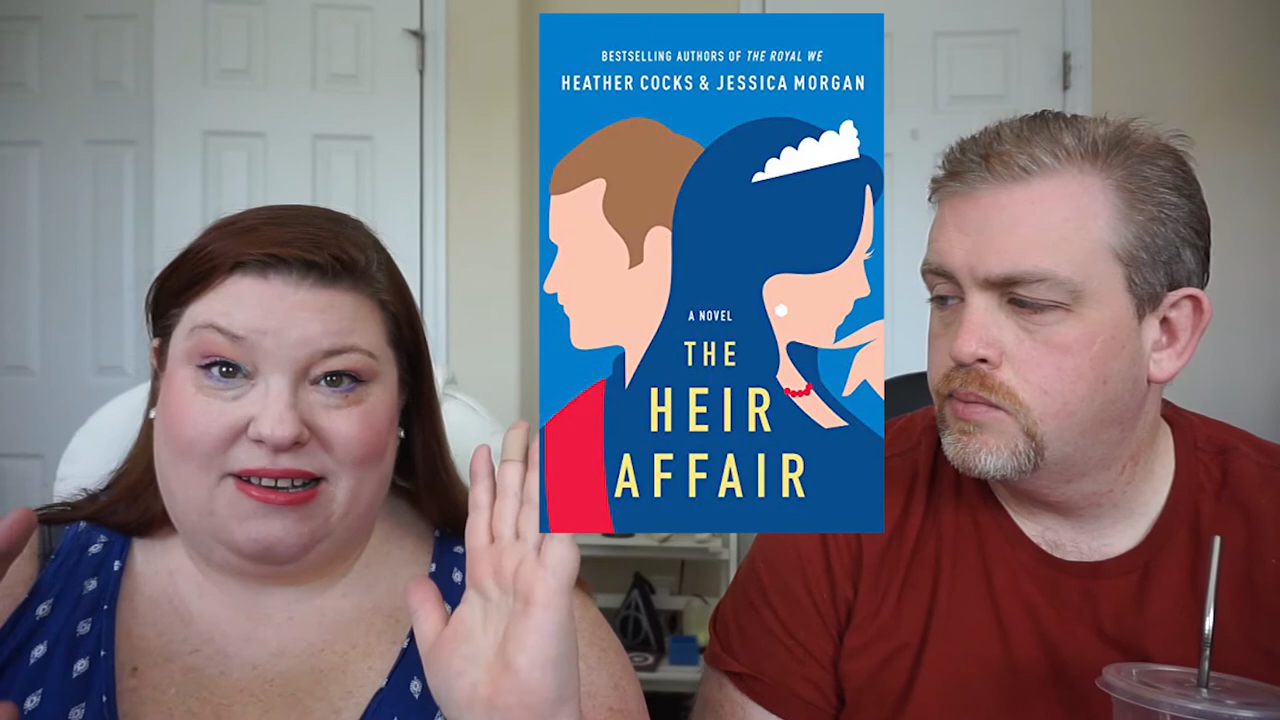 BESTSELLING AUTHORS OF THE ROYAL WE
HEATHER COCKS & JESSICA MORGAN
A NOVEL
THE
HEIR
AFFAIR